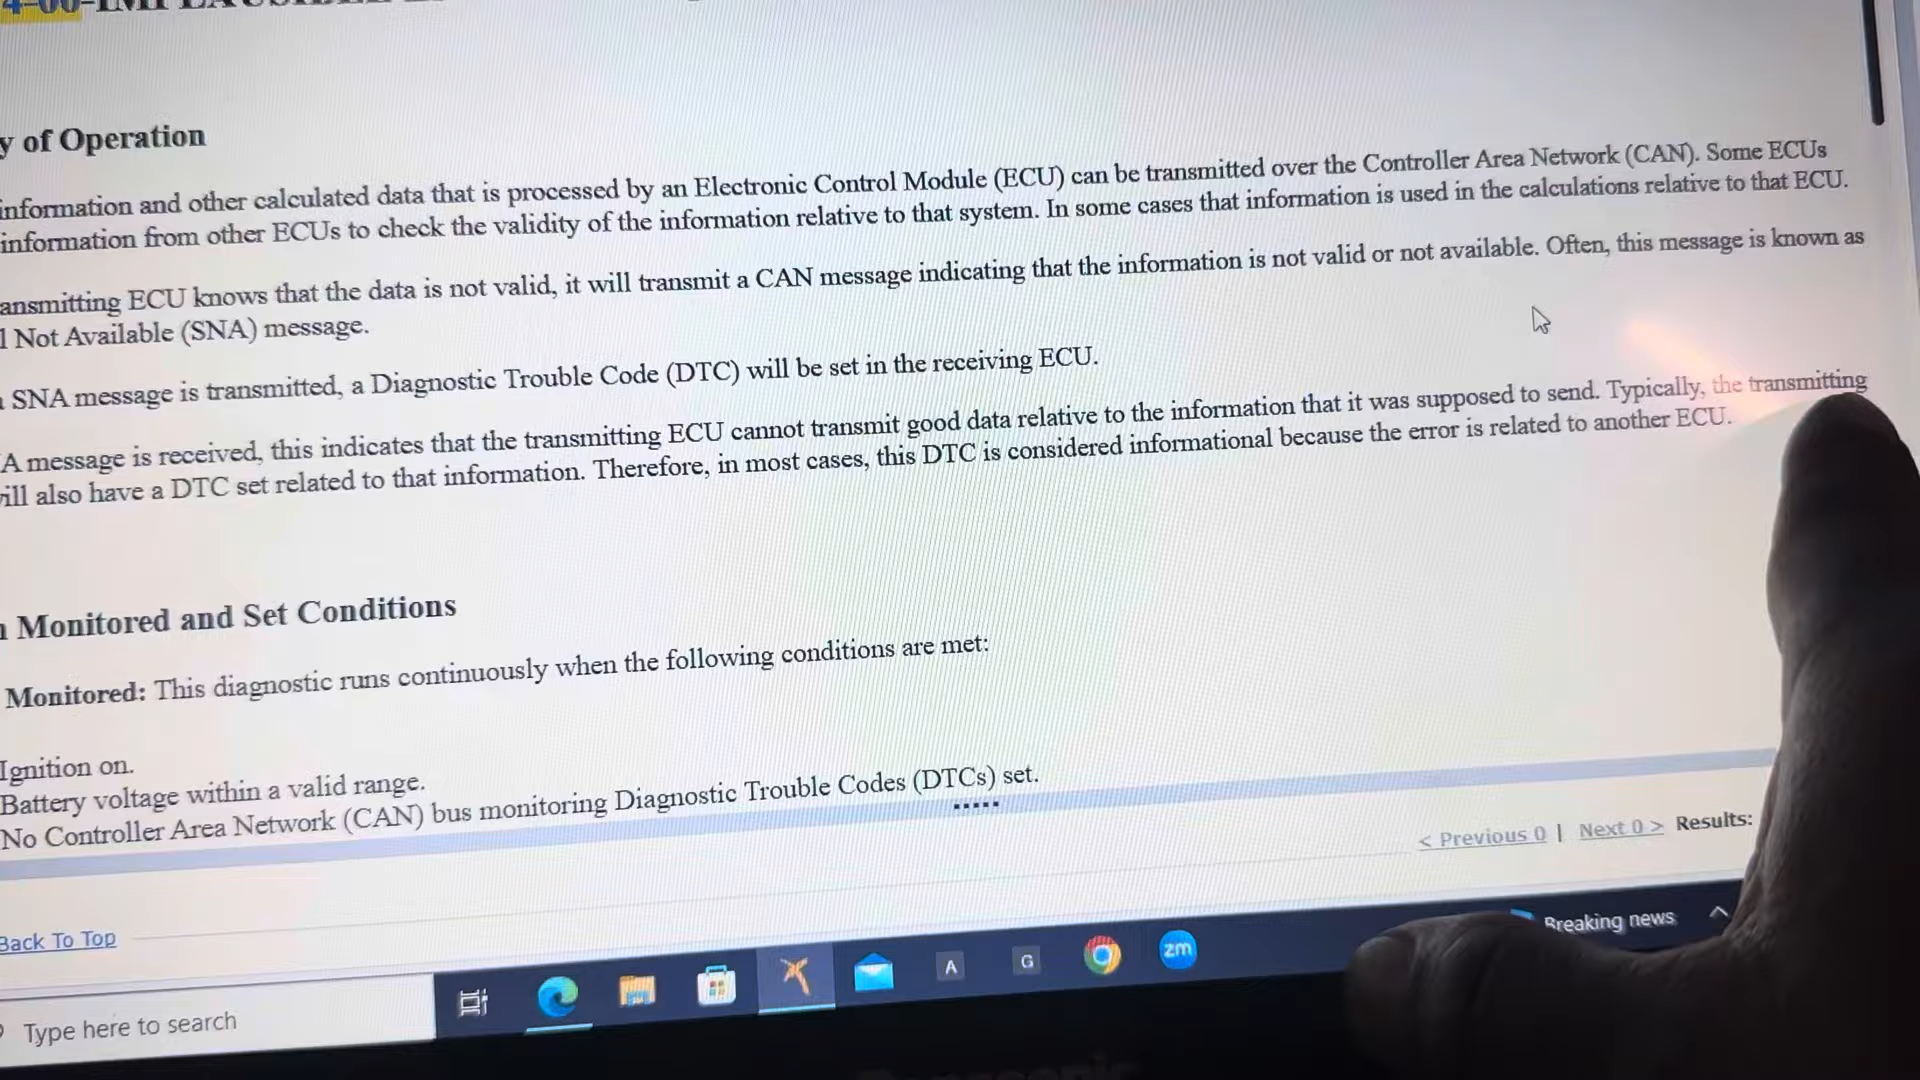 y of Operation
information and other calculated data that is processed by an Electronic Control Module (ECU) can be transmitted over the Controller Area Network (CAN). Some ECUs
information from other ECUs to check the validity of the information relative to that system. In some cases that information is used in the calculations relative to that ECU.
ansmitting ECU knows that the data is not valid, it will transmit a CAN message indicating that the information is not valid or not available. Often, this message is known as
l Not Available (SNA) message.
SNA message is transmitted, a Diagnostic Trouble Code (DTC) will be set in the receiving ECU.
A message is received, this indicates that the transmitting ECU cannot transmit good data relative to the information that it was supposed to send. Typically, the transmitting
ill also have a DTC set related to that information. Therefore, in most cases, this DTC is considered informational because the error is related to another ECU.
Monitored and Set Conditions
Monitored: This diagnostic runs continuously when the following conditions are met:
Ignition on.
Battery voltage within a valid range.
No Controller Area Network (CAN) bus monitoring Diagnostic Trouble Codes (DTCs) set.
< Previous 0 | Next 0 > Results:
Back To Top
Breaking news
Type here to search
A
G
zm